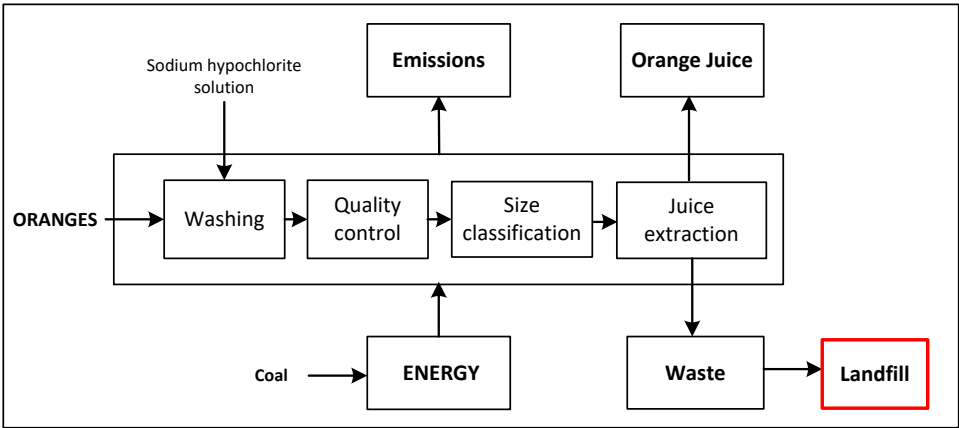 Emissions
Orange Juice
Sodium hypochlorite
solution
ORANGES
Washing
Quality
control
Size
classification
Juice
extraction
Coal
ENERGY
Waste
Landfill